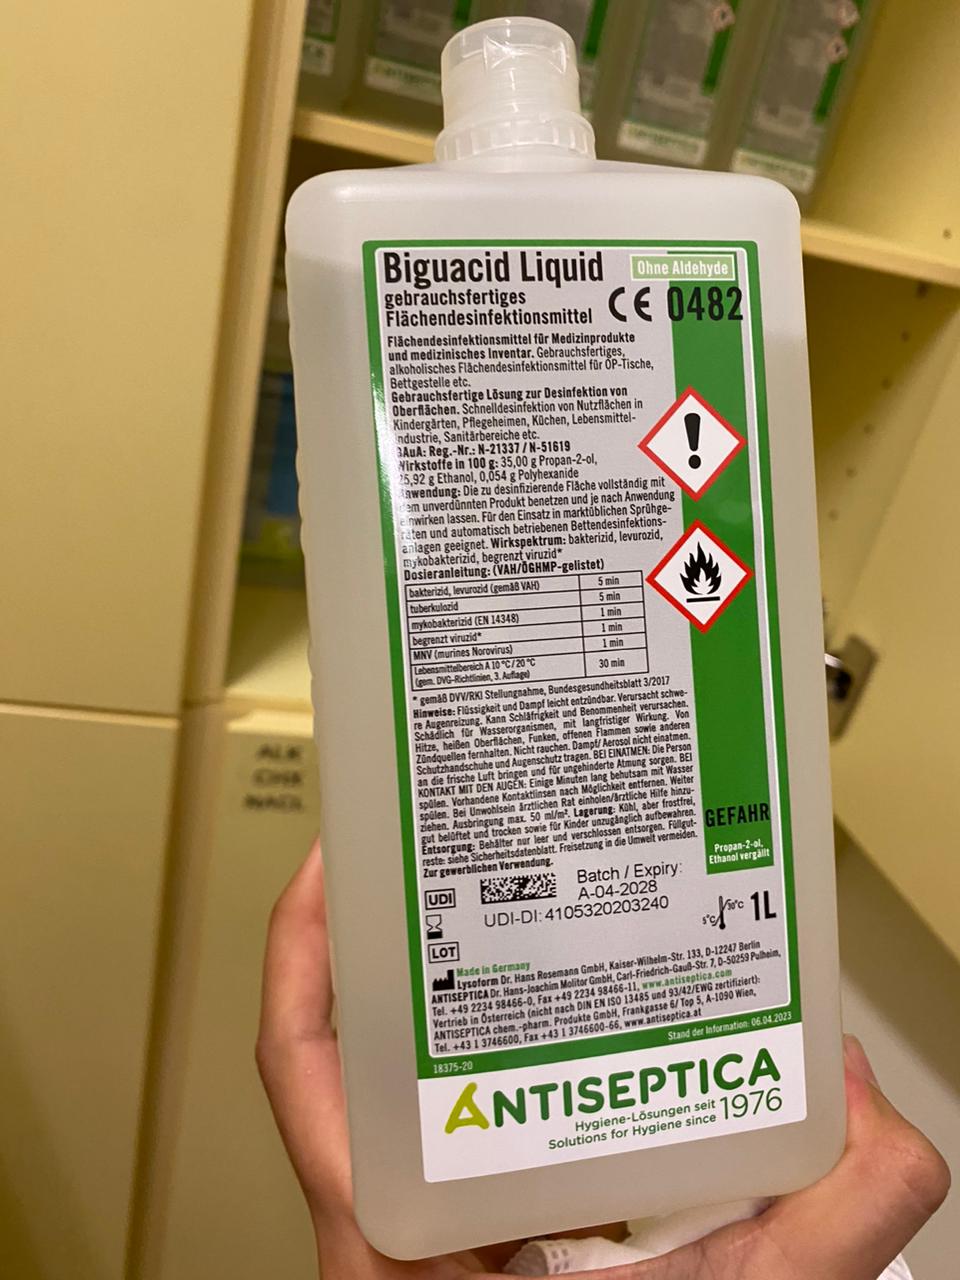 Biguacid Liquid
Ohne Aldehyde
gebrauchsfertiges
Flächendesinfektionsmittel
CE 0482
Flächendesinfektionsmittel für Medizinprodukte
und medizinisches Inventar. Gebrauchsfertiges,
alkoholisches Flächendesinfektionsmittel für OP-Tische,
Bettgestelle etc.
Gebrauchsfertige Lösung zur Desinfektion von
Oberflächen. Schnelldesinfektion von Nutzflächen in
Kindergärten, Pflegeheimen, Küchen, Lebensmittel-
industrie, Sanitärbereiche etc.
BAuA: Reg.-Nr.: N-21337 / N-51619
Wirkstoffe in 100 g: 35,00 g Propan-2-ol,
25,92 g Ethanol, 0,054 g Polyhexanide
Anwendung: Die zu desinfizierende Fläche vollständig mit
dem unverdünnten Produkt benetzen und je nach Anwendung
einwirken lassen. Für den Einsatz in marktüblichen Sprühge-
räten und automatisch betriebenen Bettendesinfektions-
anlagen geeignet. Wirkspektrum: bakterizid, levurozid,
mykobakterizid, begrenzt viruzid*
Dosieranleitung: (VAH/ÖGHMP-gelistet)
bakterizid, levurozid (gemäß VAH) 5 min
tuberkulozid 5 min
mykobakterizid (EN 14348) 1 min
begrenzt viruzid* 1 min
MNV (murines Norovirus) 1 min
Lebensmittelbereich A 10 °C / 20 °C
(gem. DVG-Richtlinien, 3. Auflage) 30 min
* gemäß DVV/RKI Stellungnahme, Bundesgesundheitsblatt 3/2017
Hinweise: Flüssigkeit und Dampf leicht entzündbar. Verursacht schwe-
re Augenreizung. Kann Schläfrigkeit und Benommenheit verursachen.
Schädlich für Wasserorganismen, mit langfristiger Wirkung. Von
Hitze, heißen Oberflächen, Funken, offenen Flammen sowie anderen
Zündquellen fernhalten. Nicht rauchen. Dampf/ Aerosol nicht einatmen.
Schutzhandschuhe und Augenschutz tragen. BEI EINATMEN: Die Person
an die frische Luft bringen und für ungehinderte Atmung sorgen. BEI
KONTAKT MIT DEN AUGEN: Einige Minuten lang behutsam mit Wasser
spülen. Vorhandene Kontaktlinsen nach Möglichkeit entfernen. Weiter
spülen. Bei Unwohlsein ärztlichen Rat einholen/ärztliche Hilfe hinzu-
ziehen. Ausbringung max. 50 ml/m². Lagerung: Kühl, aber frostfrei,
gut belüftet und trocken sowie für Kinder unzugänglich aufbewahren.
Entsorgung: Behälter nur leer und verschlossen entsorgen. Füllgut-
reste: siehe Sicherheitsdatenblatt. Freisetzung in die Umwelt vermeiden.
Zur gewerblichen Verwendung.
GEFAHR
Propan-2-ol,
Ethanol vergällt
UDI
Batch / Expiry:
A-04-2028
UDI-DI: 4105320203240
5°C 30°C 1L
LOT
Made in Germany
Lysoform Dr. Hans Rosemann GmbH, Kaiser-Wilhelm-Str. 133, D-12247 Berlin
ANTISEPTICA Dr. Hans-Joachim Molitor GmbH, Carl-Friedrich-Gauß-Str. 7, D-50259 Pulheim,
Tel. +49 2234 98466-0, Fax +49 2234 98466-11, www.antiseptica.com
Vertrieb in Österreich (nicht nach DIN EN ISO 13485 und 93/42/EWG zertifiziert):
ANTISEPTICA chem.-pharm. Produkte GmbH, Frankgasse 6/ Top 5, A-1090 Wien,
Tel. +43 1 3746600, Fax +43 1 3746600-66, www.antiseptica.at
Stand der Information: 06.04.2023
18375-20
ANTISEPTICA
Hygiene-Lösungen seit
Solutions for Hygiene since
1976